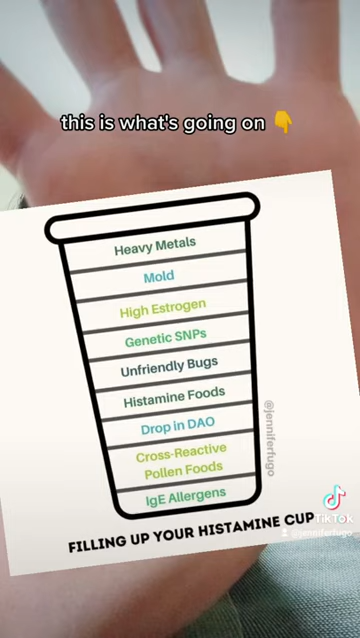 this is what's going on 👇
Heavy Metals
Mold
High Estrogen
Genetic SNPs
Unfriendly Bugs
Histamine Foods
Drop in DAO
Cross-Reactive
Pollen Foods
IgE Allergens
@jenniferfugo
FILLING UP YOUR HISTAMINE CUP
TikTok
@jenniferfugo